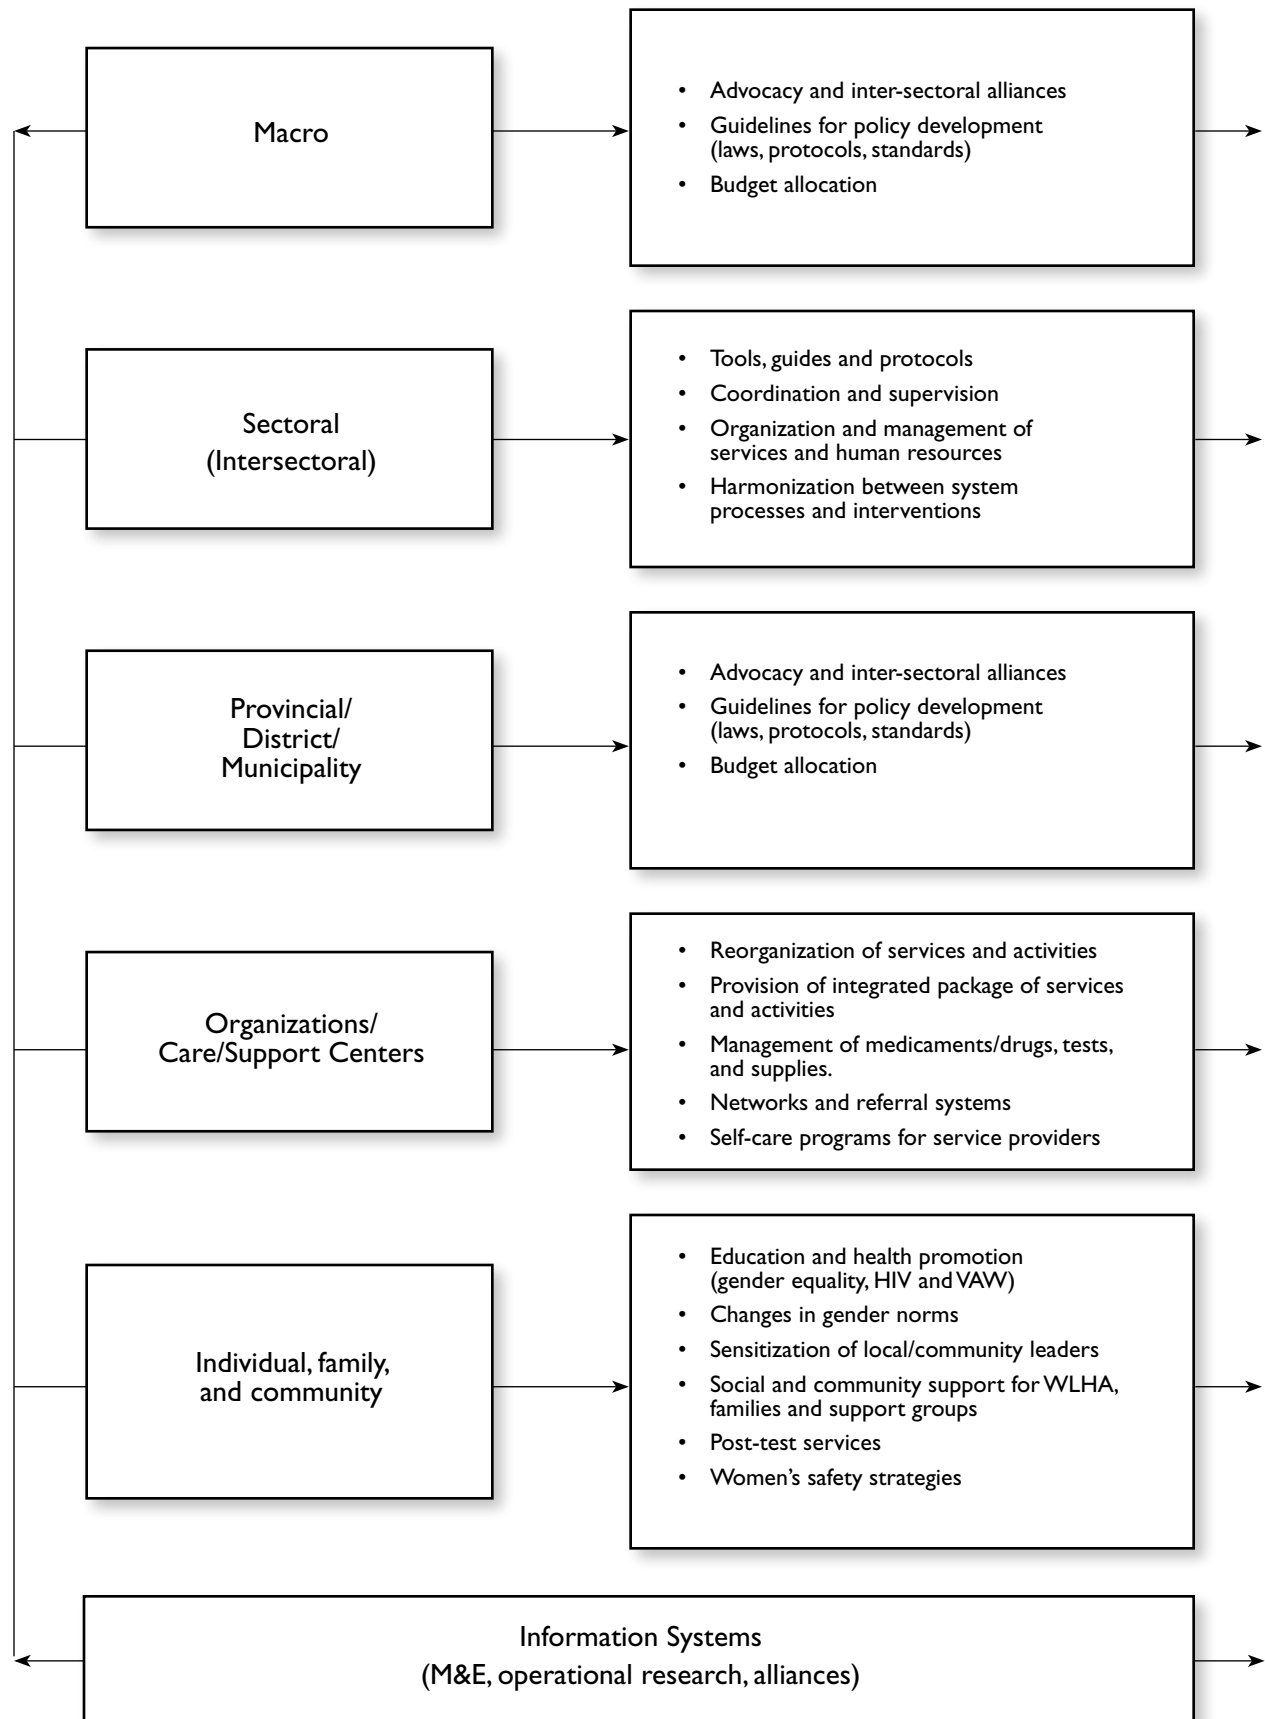 Macro
• Advocacy and inter-sectoral alliances
• Guidelines for policy development
(laws, protocols, standards)
• Budget allocation
Sectoral
(Intersectoral)
• Tools, guides and protocols
• Coordination and supervision
• Organization and management of
services and human resources
• Harmonization between system
processes and interventions
Provincial/
District/
Municipality
• Advocacy and inter-sectoral alliances
• Guidelines for policy development
(laws, protocols, standards)
• Budget allocation
Organizations/
Care/Support Centers
• Reorganization of services and activities
• Provision of integrated package of services
and activities
• Management of medicaments/drugs, tests,
and supplies.
• Networks and referral systems
• Self-care programs for service providers
Individual, family,
and community
• Education and health promotion
(gender equality, HIV and VAW)
• Changes in gender norms
• Sensitization of local/community leaders
• Social and community support for WLHA,
families and support groups
• Post-test services
• Women’s safety strategies
Information Systems
(M&E, operational research, alliances)